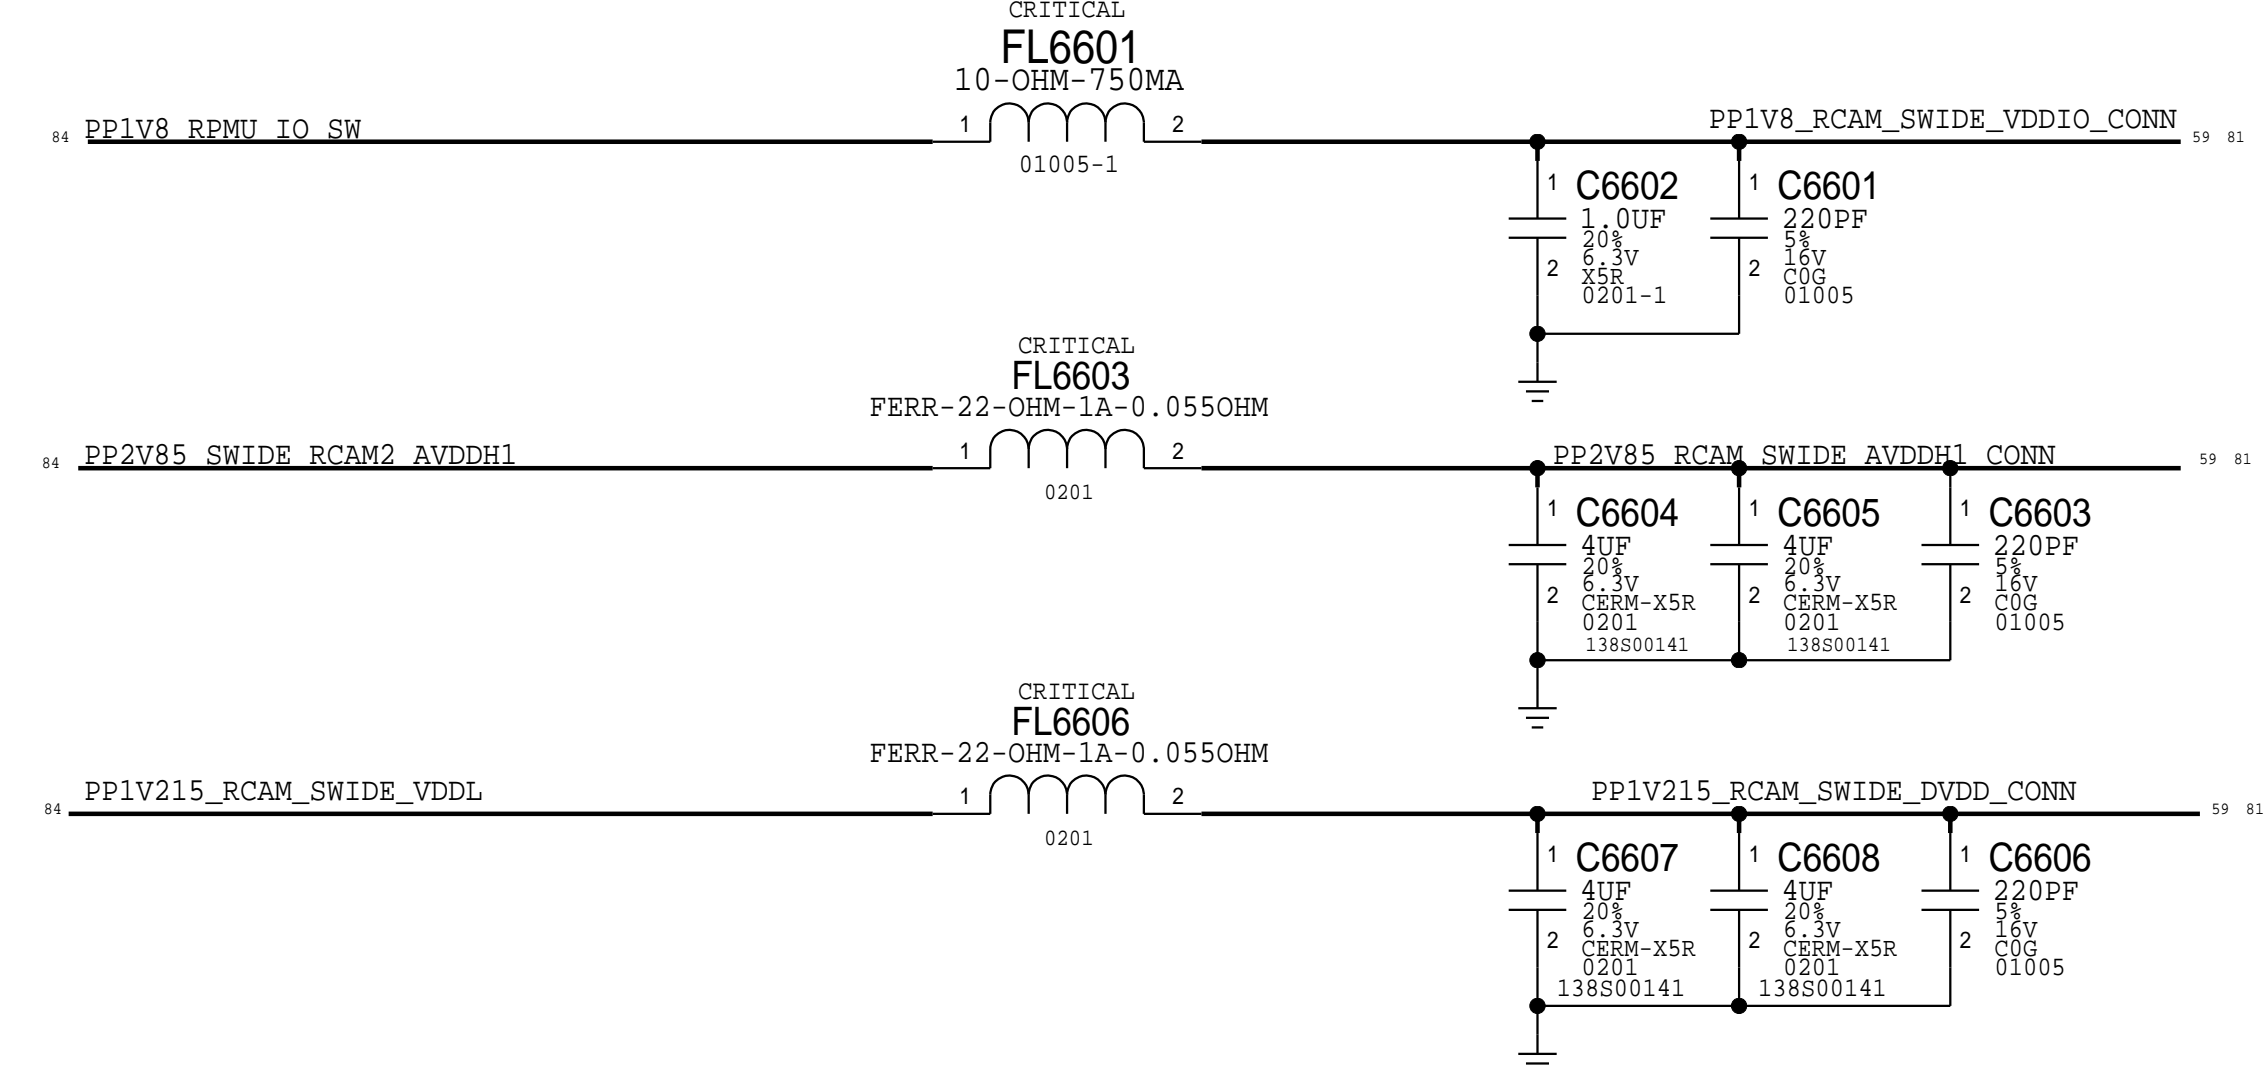 CRITICAL
FL6601
10-OHM-750MA
84 PP1V8_RPMU_IO_SW
1 2
PP1V8_RCAM_SWIDE_VDDIO_CONN 59 81
01005-1
1 C6602
1.0UF
20%
6.3V
2
X5R
0201-1
1 C6601
220PF
5%
16V
2
C0G
01005
CRITICAL
FL6603
FERR-22-OHM-1A-0.055OHM
84 PP2V85_SWIDE_RCAM2_AVDDH1
1 2
PP2V85_RCAM_SWIDE_AVDDH1_CONN 59 81
0201
1 C6604
4UF
20%
6.3V
2
CERM-X5R
0201
138S00141
1 C6605
4UF
20%
6.3V
2
CERM-X5R
0201
138S00141
1 C6603
220PF
5%
16V
2
C0G
01005
CRITICAL
FL6606
FERR-22-OHM-1A-0.055OHM
84 PP1V215_RCAM_SWIDE_VDDL
1 2
PP1V215_RCAM_SWIDE_DVDD_CONN 59 81
0201
1 C6607
4UF
20%
6.3V
2
CERM-X5R
0201
138S00141
1 C6608
4UF
20%
6.3V
2
CERM-X5R
0201
138S00141
1 C6606
220PF
5%
16V
2
C0G
01005